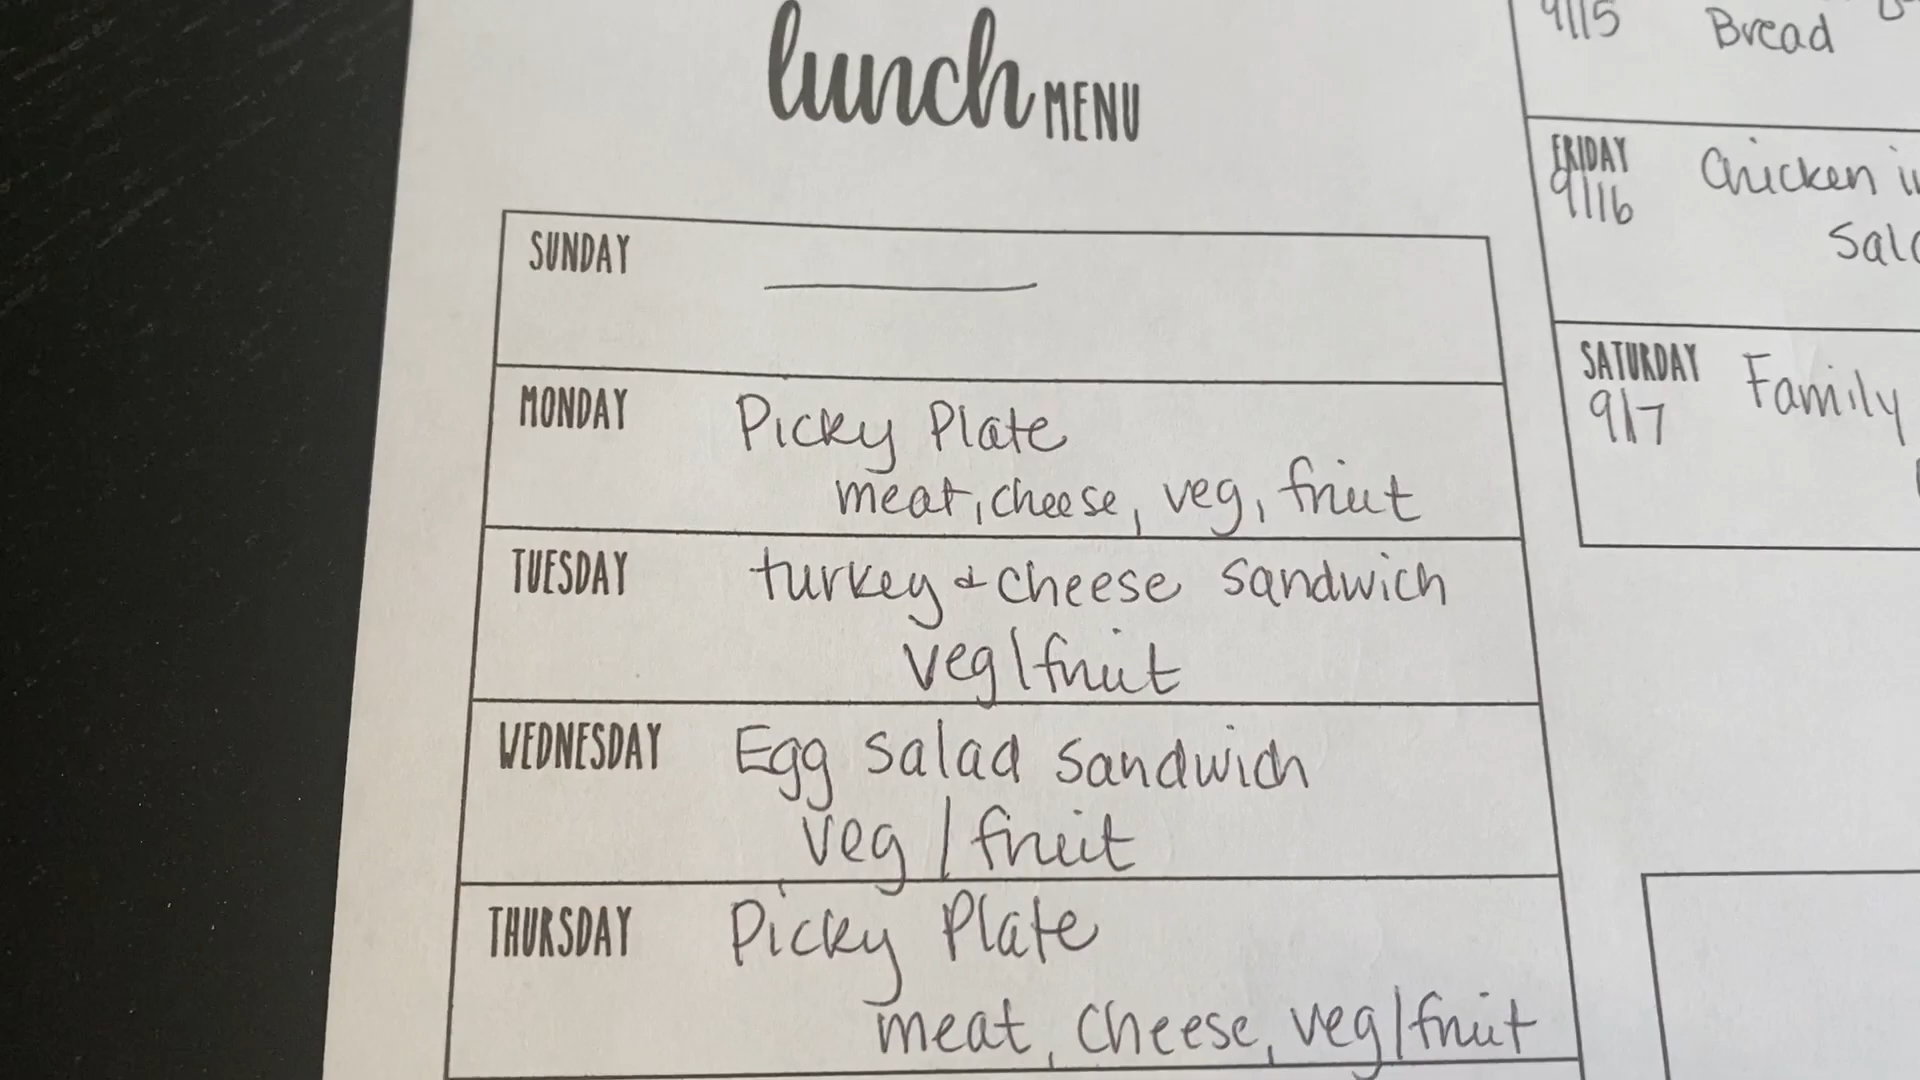 lunch MENU
SUNDAY
MONDAY Picky Plate
meat, cheese, veg, fruit
TUESDAY turkey & cheese sandwich
veg/fruit
WEDNESDAY Egg salad sandwich
veg / fruit
THURSDAY Picky Plate
meat, cheese, veg/fruit
9/15 Bread
FRIDAY Chicken
9/16
SATURDAY Family
9/17